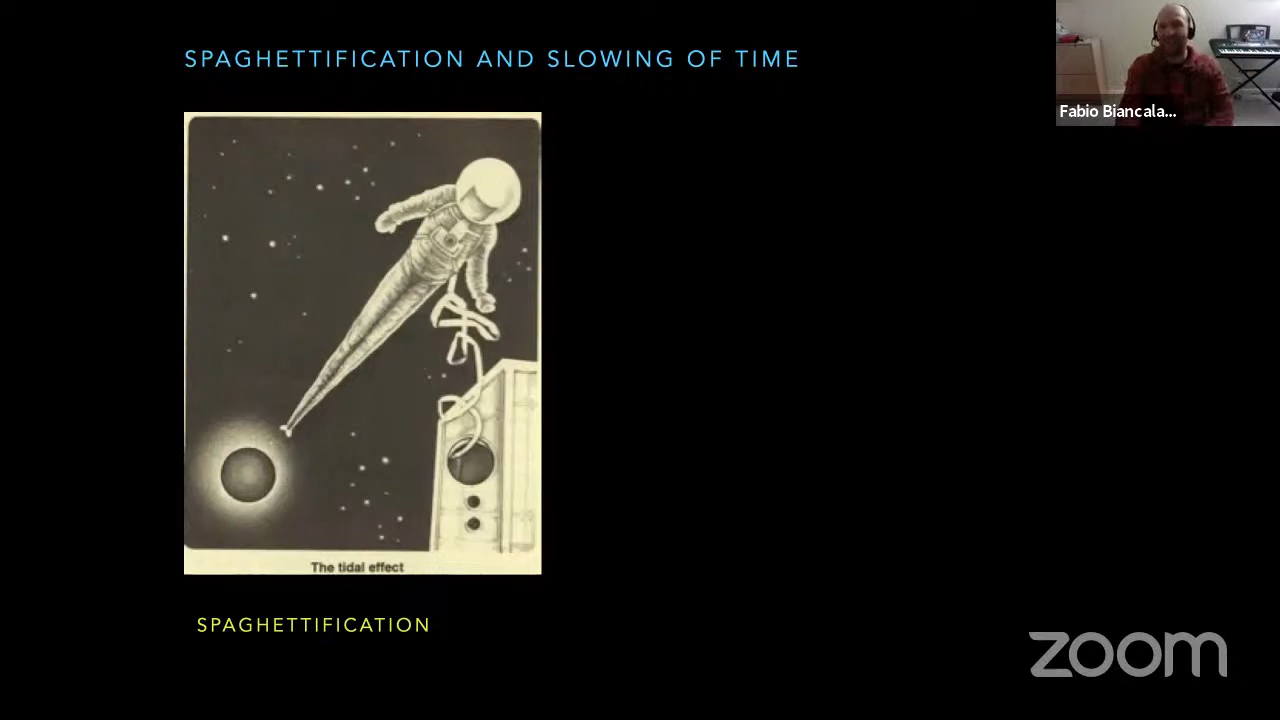 SPAGHETTIFICATION AND SLOWING OF TIME
Fabio Biancala...
The tidal effect
SPAGHETTIFICATION
zoom